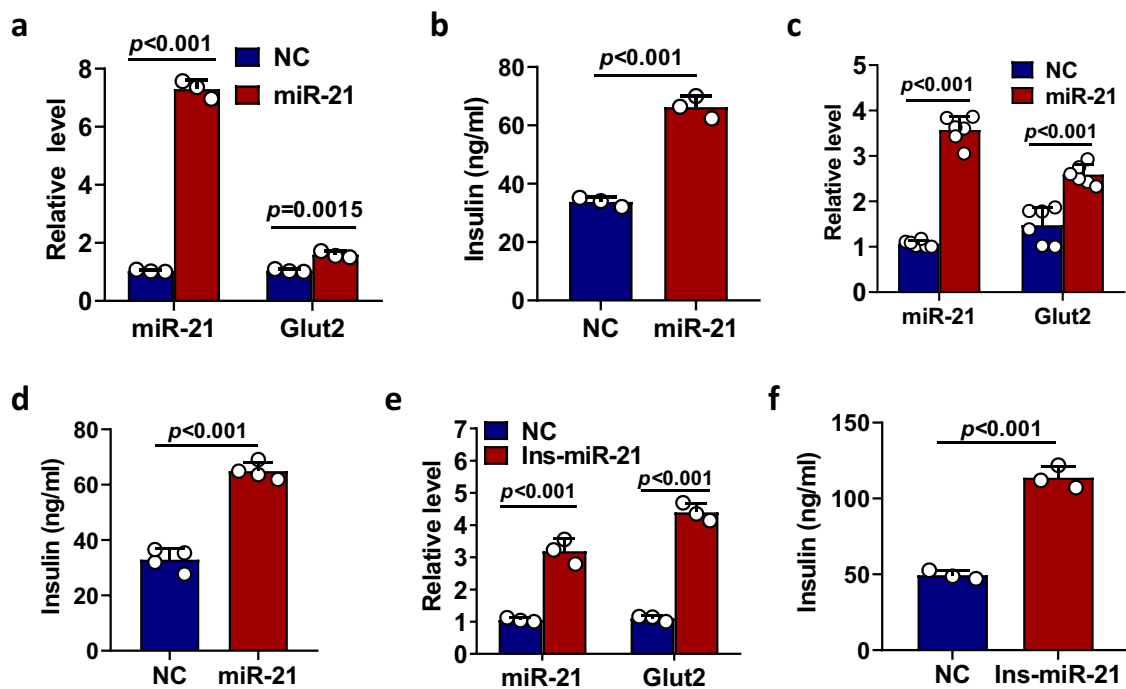 a
p<0.001
NC
miR-21
Relative level
8
6
4
2
0
p=0.0015
miR-21 Glut2
b
p<0.001
Insulin (ng/ml)
80
60
40
20
0
NC miR-21
c
NC
miR-21
p<0.001
p<0.001
Relative level
5
4
3
2
1
0
miR-21 Glut2
d
p<0.001
Insulin (ng/ml)
80
60
40
20
0
NC miR-21
e
NC
Ins-miR-21
p<0.001
p<0.001
Relative level
7
6
5
4
3
2
1
0
miR-21 Glut2
f
p<0.001
Insulin (ng/ml)
150
100
50
0
NC Ins-miR-21